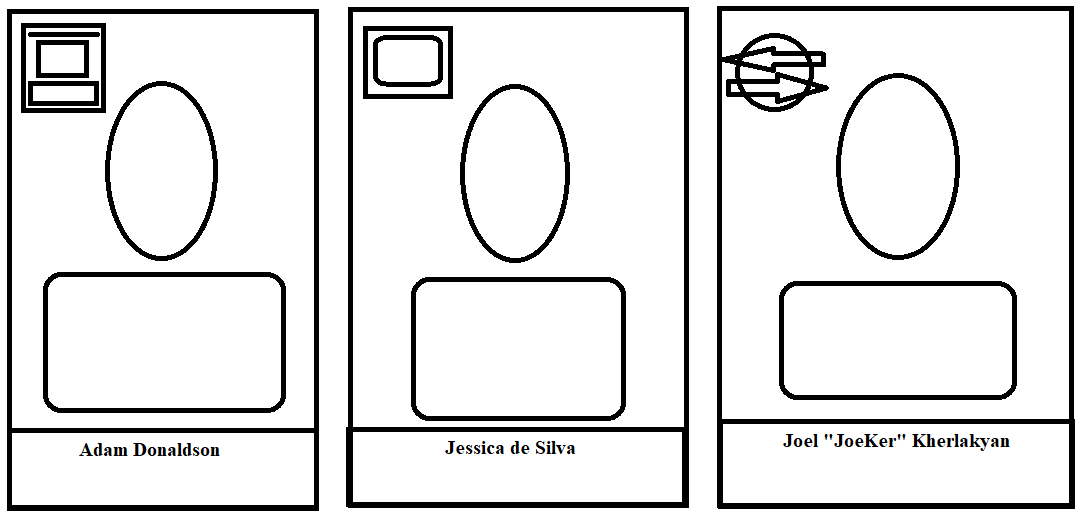 Adam Donaldson
Jessica de Silva
Joel "JoeKer" Kherlakyan